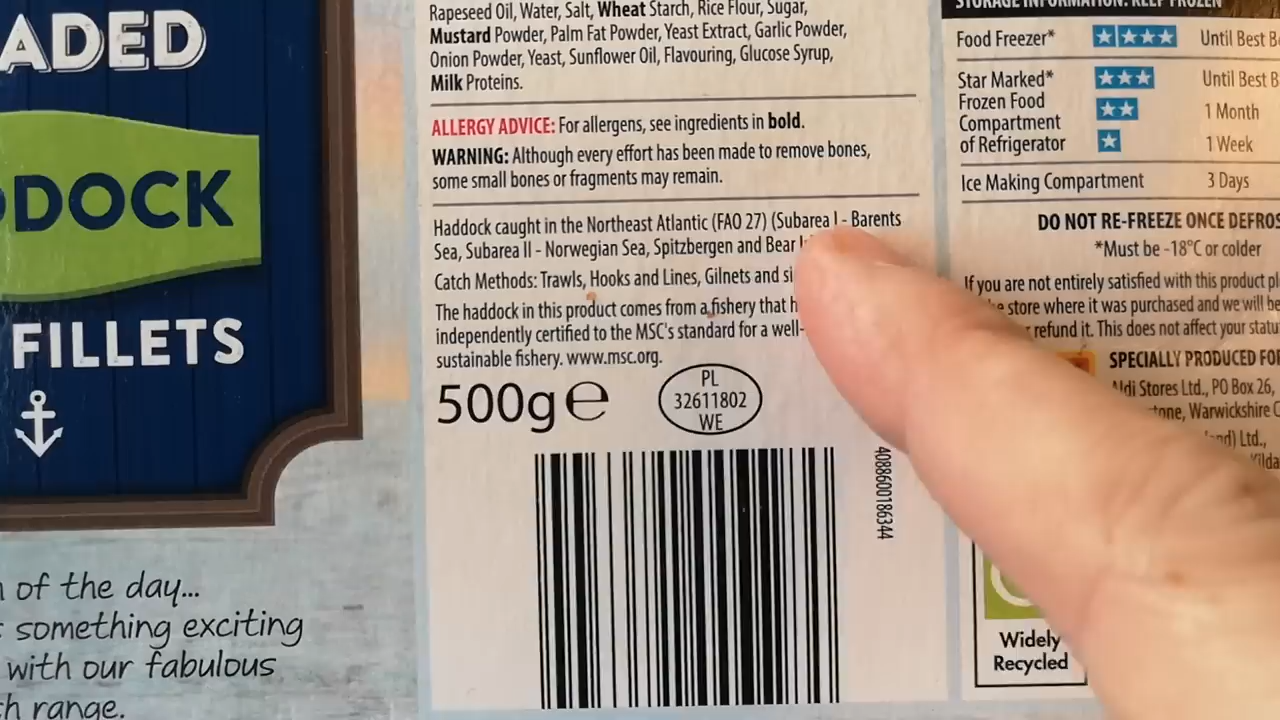 ADED
DOCK
FILLETS
of the day...
something exciting
with our fabulous
range.
Rapeseed Oil, Water, Salt, Wheat Starch, Rice Flour, Sugar,
Mustard Powder, Palm Fat Powder, Yeast Extract, Garlic Powder,
Onion Powder, Yeast, Sunflower Oil, Flavouring, Glucose Syrup,
Milk Proteins.
ALLERGY ADVICE: For allergens, see ingredients in bold.
WARNING: Although every effort has been made to remove bones,
some small bones or fragments may remain.
Haddock caught in the Northeast Atlantic (FAO 27) (Subarea I - Barents
Sea, Subarea II - Norwegian Sea, Spitzbergen and Bear
Catch Methods: Trawls, Hooks and Lines, Gilnets and
The haddock in this product comes from a fishery that
independently certified to the MSC's standard for a well-
sustainable fishery. www.msc.org.
500g e
PL
32611802
WE
4088600186344
STORAGE INFORMATION: KEEP FROZEN
Food Freezer* Until Best
Star Marked* Until Best
Frozen Food 1 Month
Compartment
of Refrigerator 1 Week
Ice Making Compartment 3 Days
DO NOT RE-FREEZE ONCE
*Must be -18°C or colder
If you are not entirely satisfied with this product
store where it was purchased and we will be
refund it. This does not affect your
SPECIALLY PRODUCED
Aldi Stores Ltd., PO Box 26,
Warwickshire
Ltd.,
Widely
Recycled